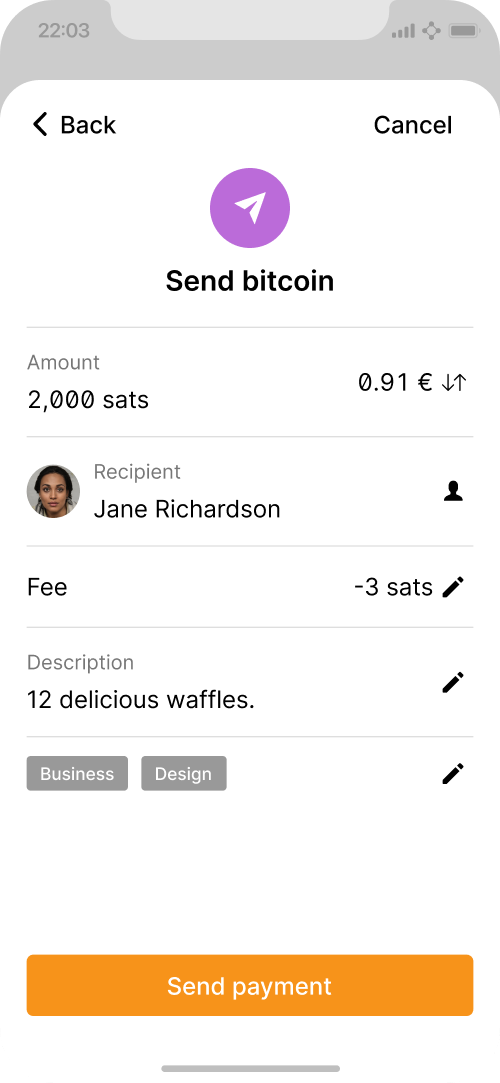 22:03
Back
Cancel
Send bitcoin
Amount
2,000 sats
0.91 €
Recipient
Jane Richardson
Fee
-3 sats
Description
12 delicious waffles.
Business
Design
Send payment